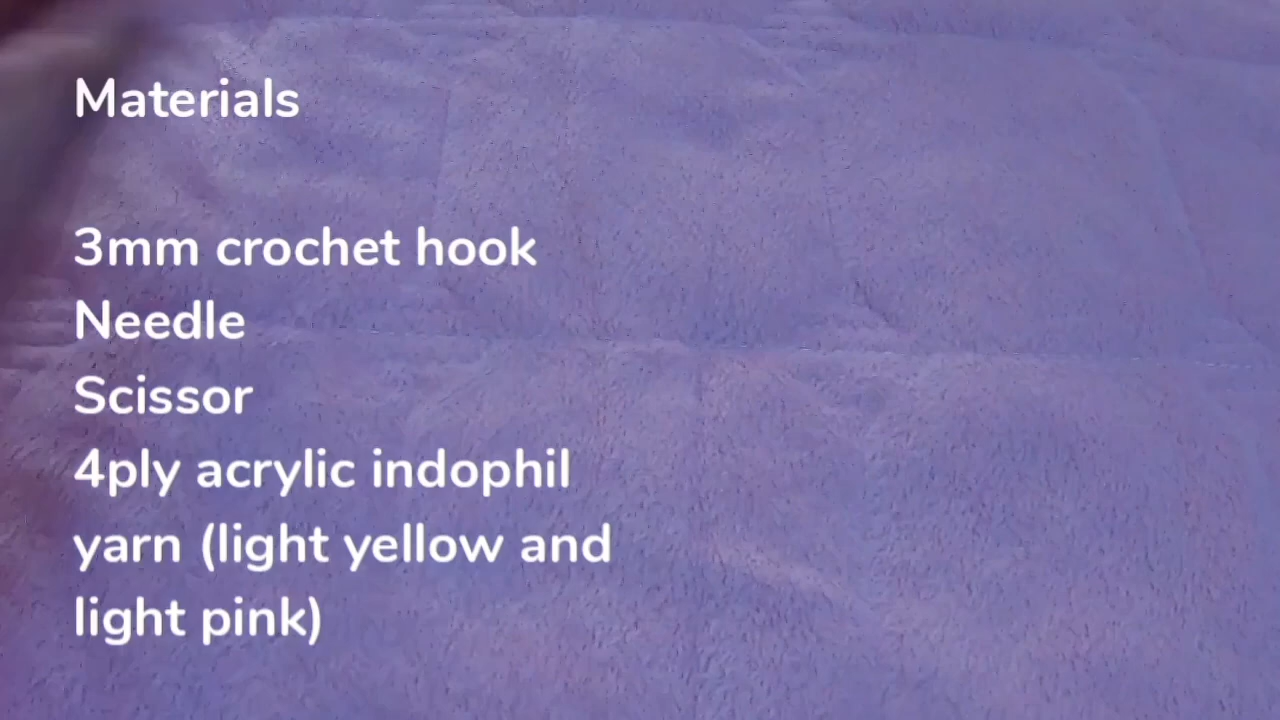 Materials
3mm crochet hook
Needle
Scissor
4ply acrylic indophil
yarn (light yellow and
light pink)